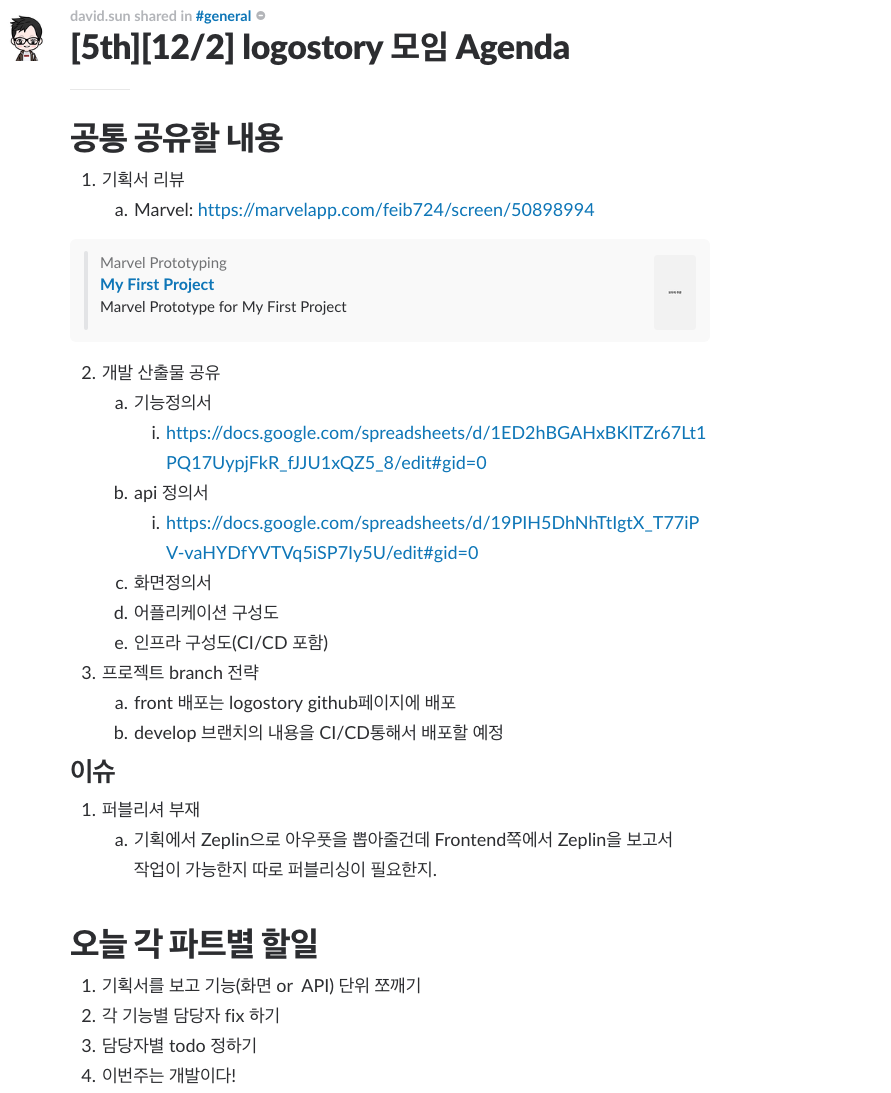 david.sun shared in #general
[5th][12/2] logostory 모임 Agenda
공통 공유할 내용
1. 기획서 리뷰
a. Marvel: https://marvelapp.com/feib724/screen/50898994
Marvel Prototyping
My First Project
Marvel Prototype for My First Project
2. 개발 산출물 공유
a. 기능정의서
i. https://docs.google.com/spreadsheets/d/1ED2hBGAHxBKlTZr67Lt1
PQ17UypjFkR_fJJU1xQZ5_8/edit#gid=0
b. api 정의서
i. https://docs.google.com/spreadsheets/d/19PIH5DhNhTtIgtX_T77iP
V-vaHYDfYVTVq5iSP7Iy5U/edit#gid=0
c. 화면정의서
d. 어플리케이션 구성도
e. 인프라 구성도(CI/CD 포함)
3. 프로젝트 branch 전략
a. front 배포는 logostory github페이지에 배포
b. develop 브랜치의 내용을 CI/CD통해서 배포할 예정
이슈
1. 퍼블리셔 부재
a. 기획에서 Zeplin으로 아우풋을 뽑아줄건데 Frontend쪽에서 Zeplin을 보고서
작업이 가능한지 따로 퍼블리싱이 필요한지.
오늘 각 파트별 할일
1. 기획서를 보고 기능(화면 or API) 단위 쪼깨기
2. 각 기능별 담당자 fix 하기
3. 담당자별 todo 정하기
4. 이번주는 개발이다!